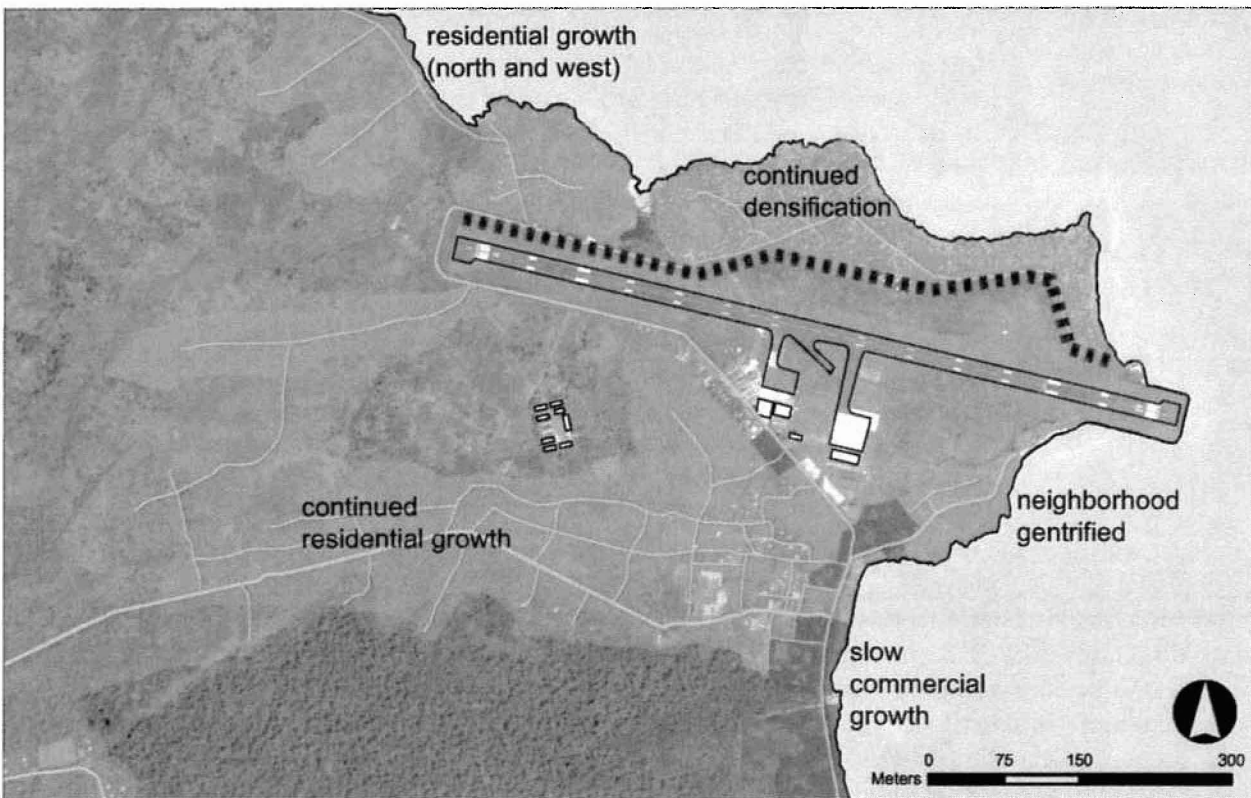 residential growth
(north and west)
continued
densification
continued
residential growth
neighborhood
gentrified
slow
commercial
growth
0 75 150 300
Meters